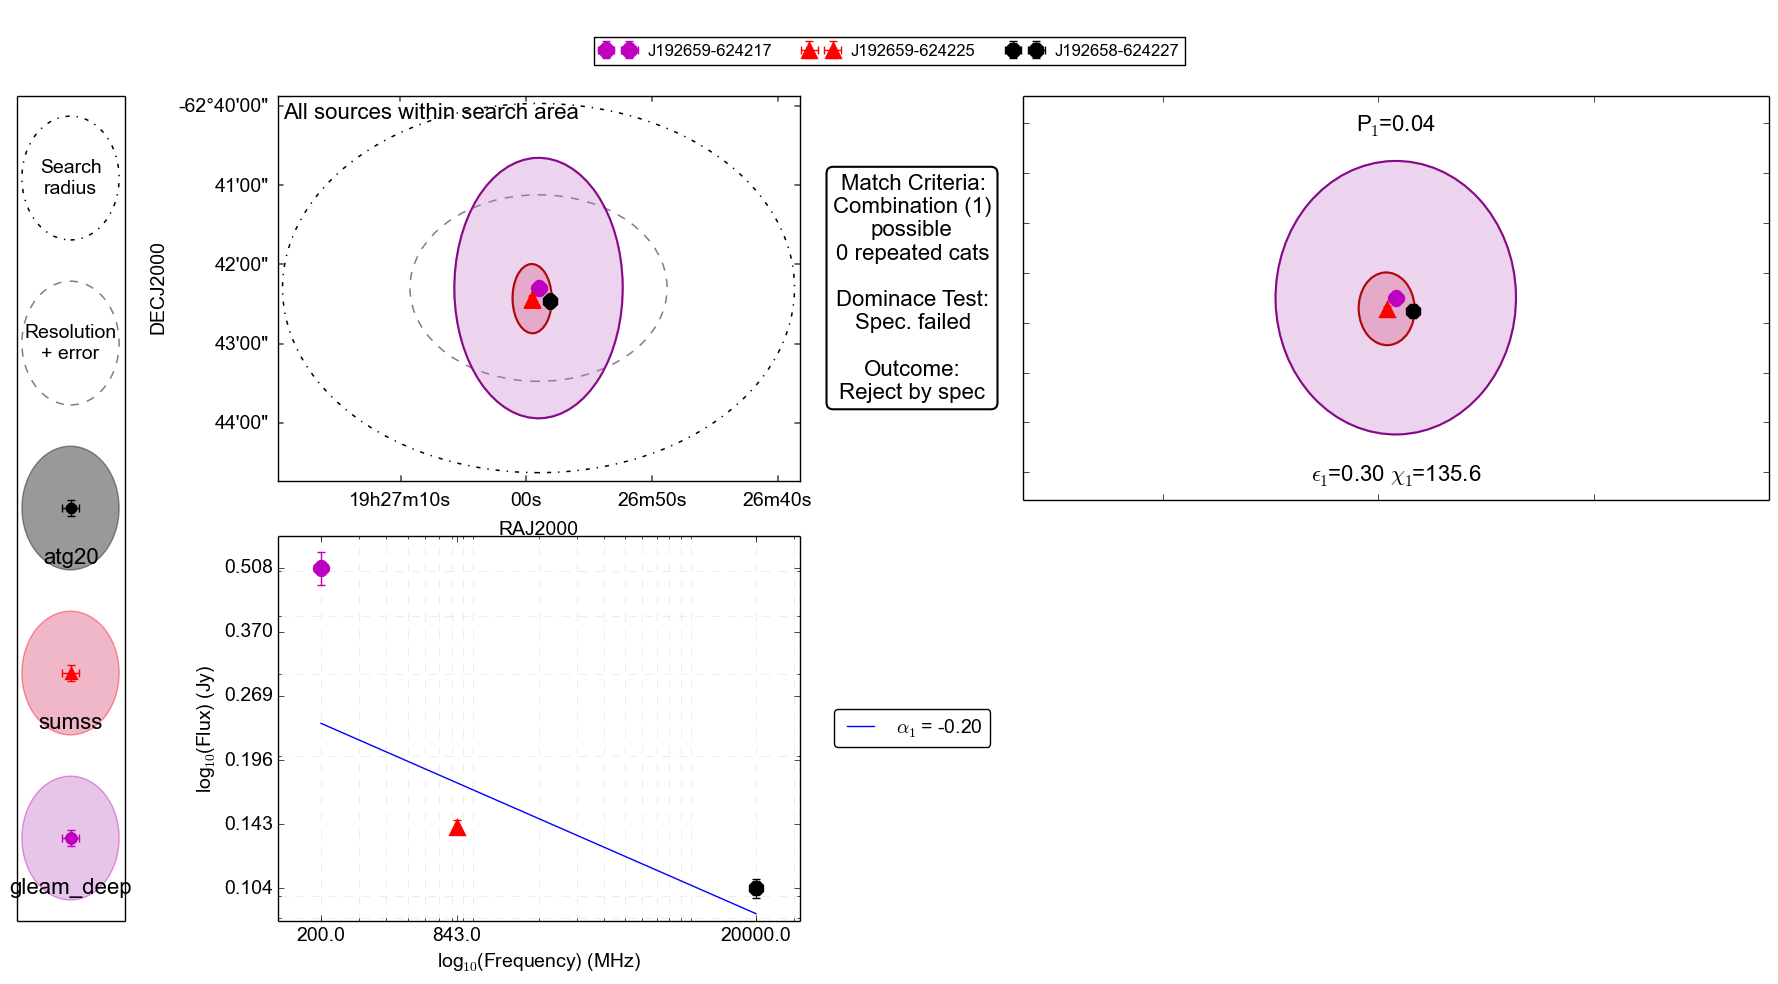 J192659-624217
J192659-624225
J192658-624227
Search
radius
Resolution
+ error
atg20
sumss
gleam_deep
All sources within search area
-62°40'00"
41'00"
42'00"
43'00"
44'00"
DECJ2000
19h27m10s
00s
26m50s
26m40s
RAJ2000
Match Criteria:
Combination (1)
possible
0 repeated cats
Dominace Test:
Spec. failed
Outcome:
Reject by spec
P₁=0.04
ϵ₁=0.30 χ₁=135.6
0.508
0.370
0.269
0.196
0.143
0.104
log₁₀(Flux) (Jy)
200.0
843.0
20000.0
log₁₀(Frequency) (MHz)
α₁ = -0.20